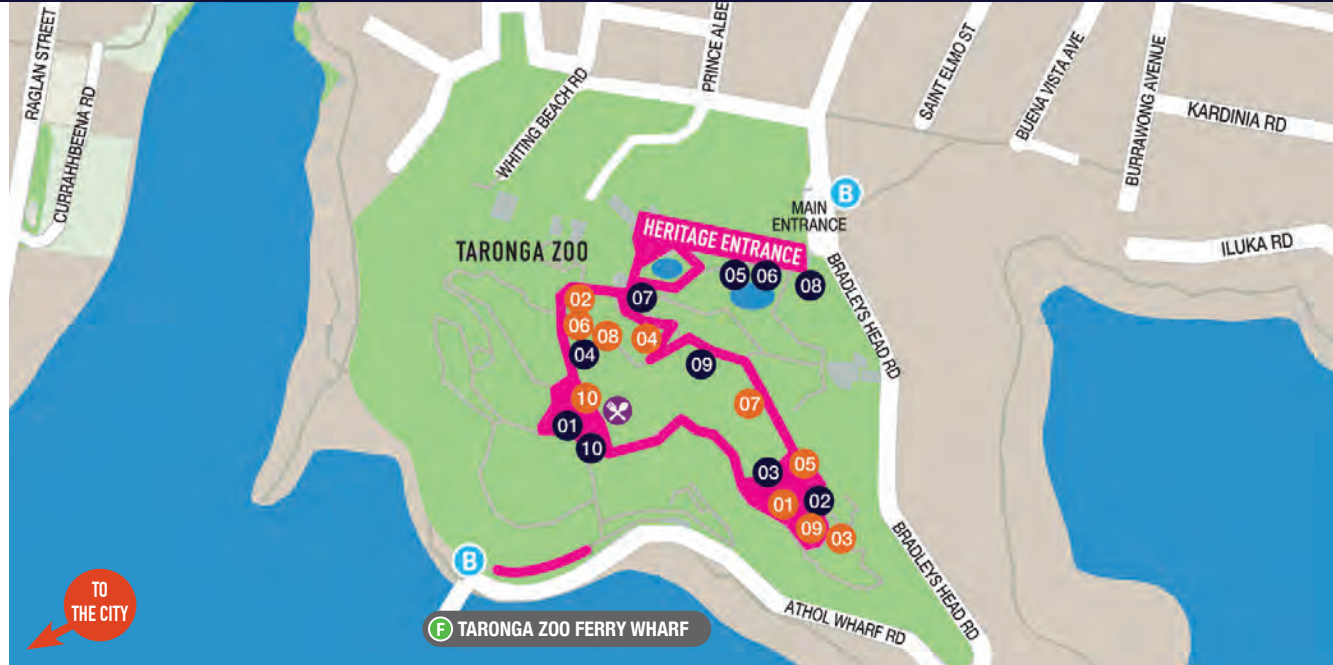 RAGLAN STREET
CURRAHHBEENA RD
WHITING BEACH RD
PRINCE ALBE
SAINT ELMO ST
BUENA VISTA AVE
BURRAWONG AVENUE
KARDINIA RD
ILUKA RD
B
MAIN
ENTRANCE
HERITAGE ENTRANCE
TARONGA ZOO
05
06
08
07
02
06
08
04
04
09
10
07
01
10
03
05
01
02
09
03
BRADLEYS HEAD RD
BRADLEYS HEAD RD
B
ATHOL WHARF RD
F TARONGA ZOO FERRY WHARF
TO
THE CITY